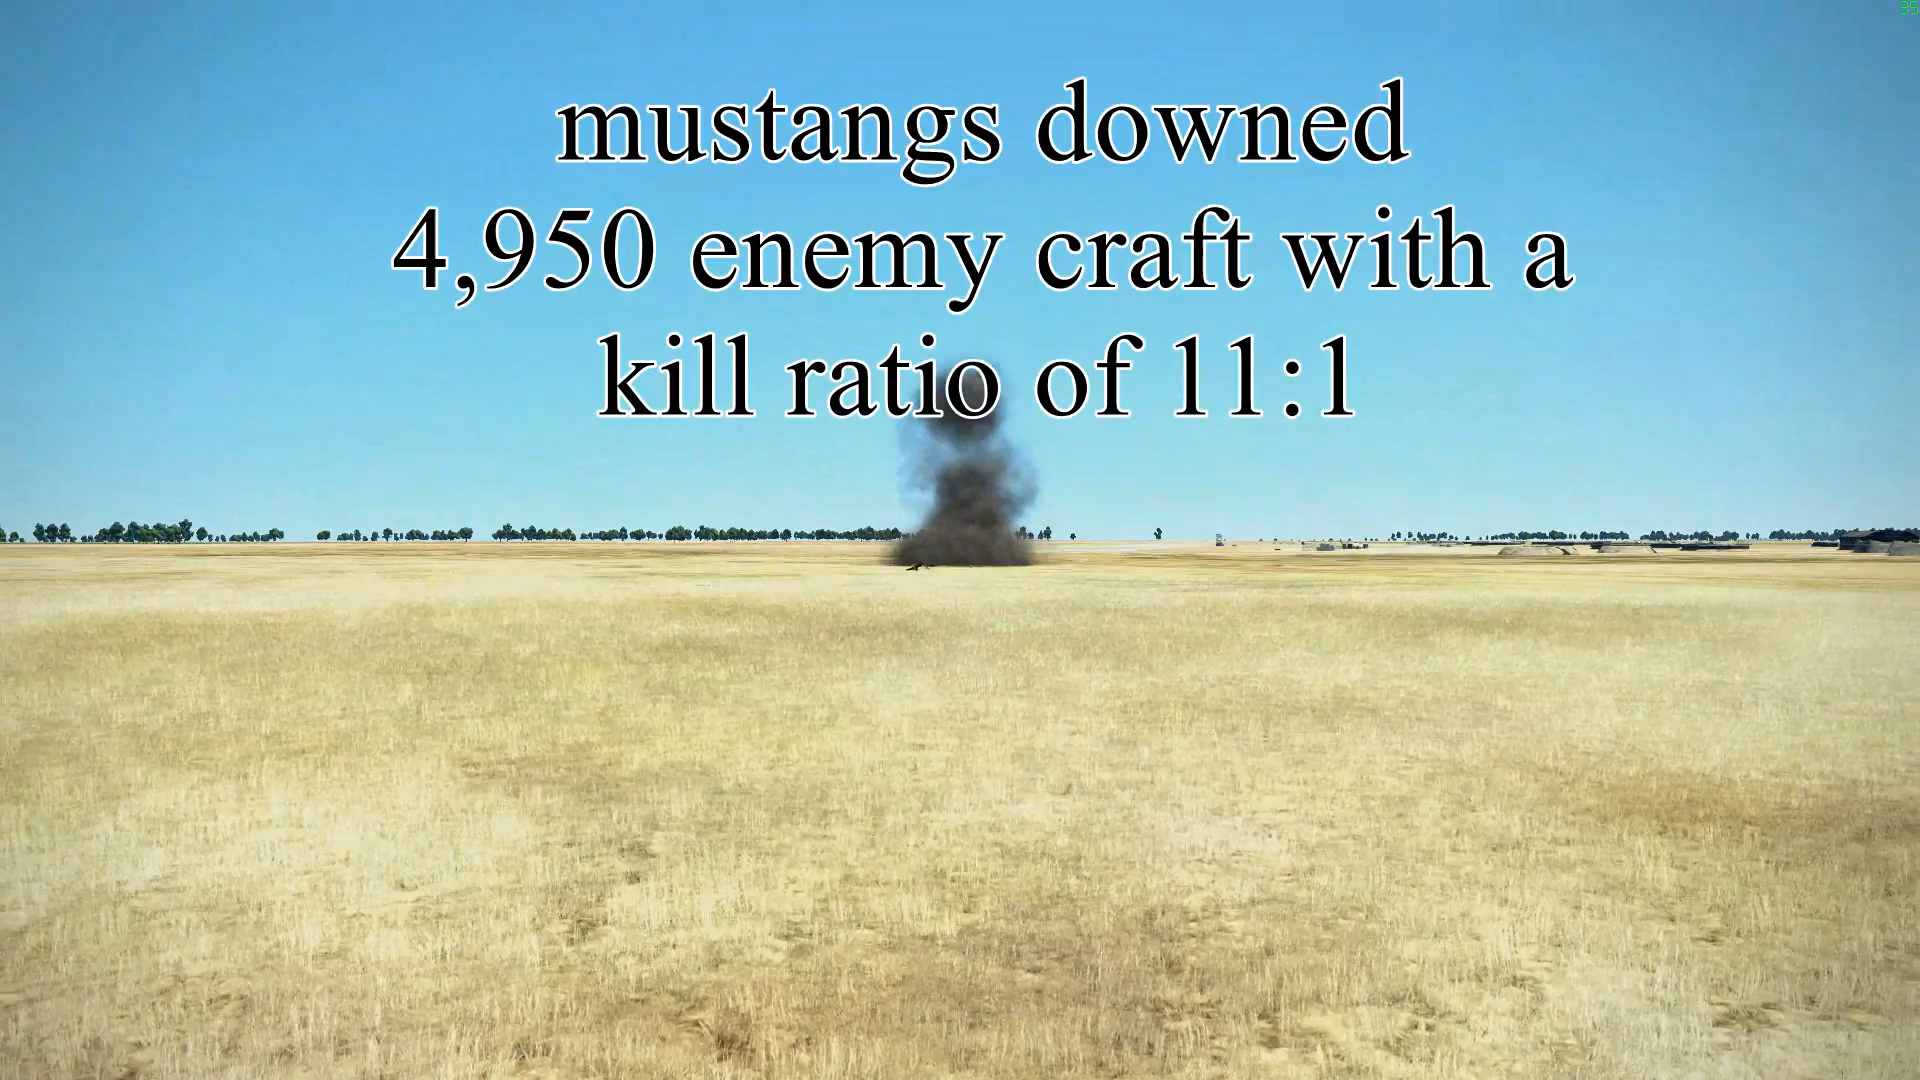 mustangs downed
4,950 enemy craft with a
kill ratio of 11:1